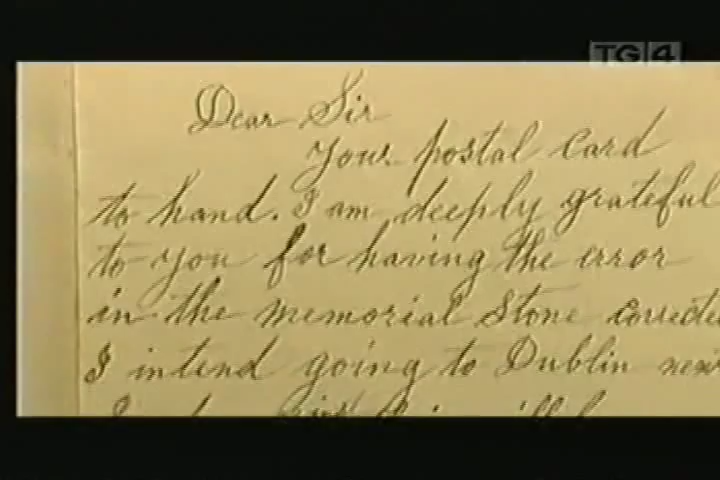 TG4
Dear Sir
Your postal card
to hand. I am deeply grateful
to you for having the error
in the memorial stone
I intend going to Dublin